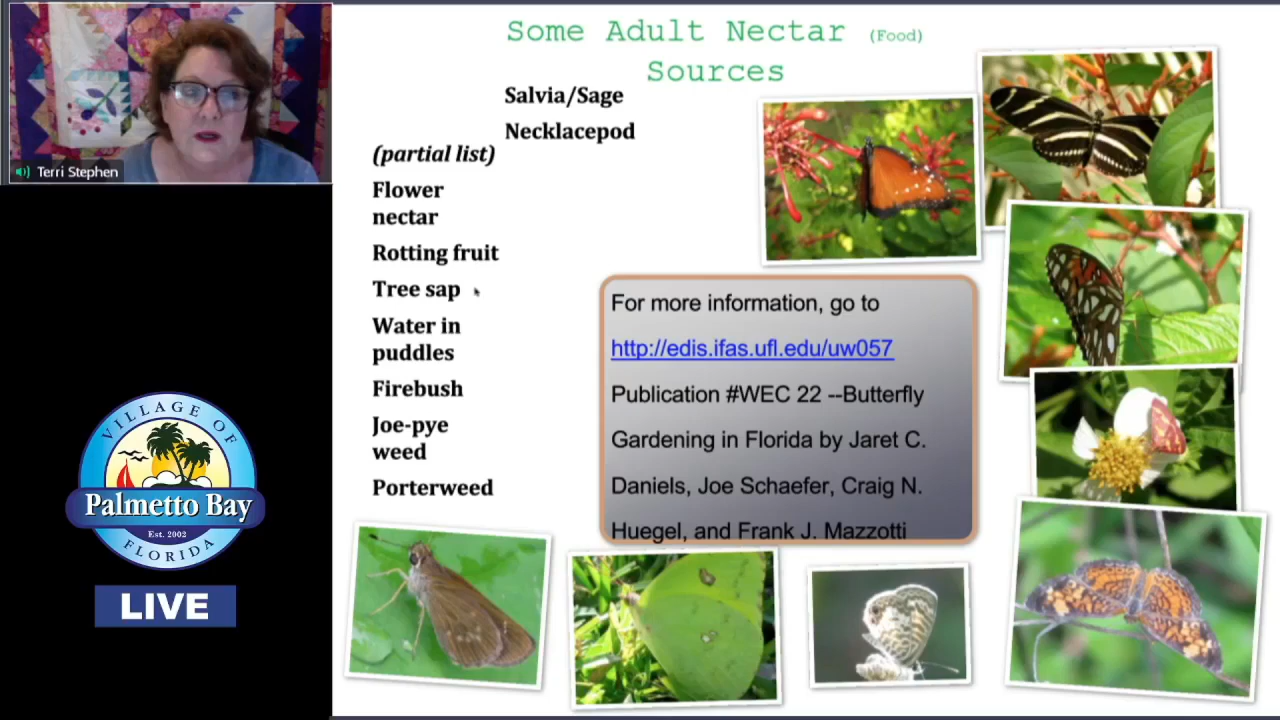 Some Adult Nectar (Food)
Sources
Salvia/Sage
Necklacepod
(partial list)
Flower
nectar
Rotting fruit
Tree sap
Water in
puddles
Firebush
Joe-pye
weed
Porterweed
For more information, go to
http://edis.ifas.ufl.edu/uw057
Publication #WEC 22 --Butterfly
Gardening in Florida by Jaret C.
Daniels, Joe Schaefer, Craig N.
Huegel, and Frank J. Mazzotti
Terri Stephen
VILLAGE OF
Palmetto Bay
Est. 2002
FLORIDA
LIVE